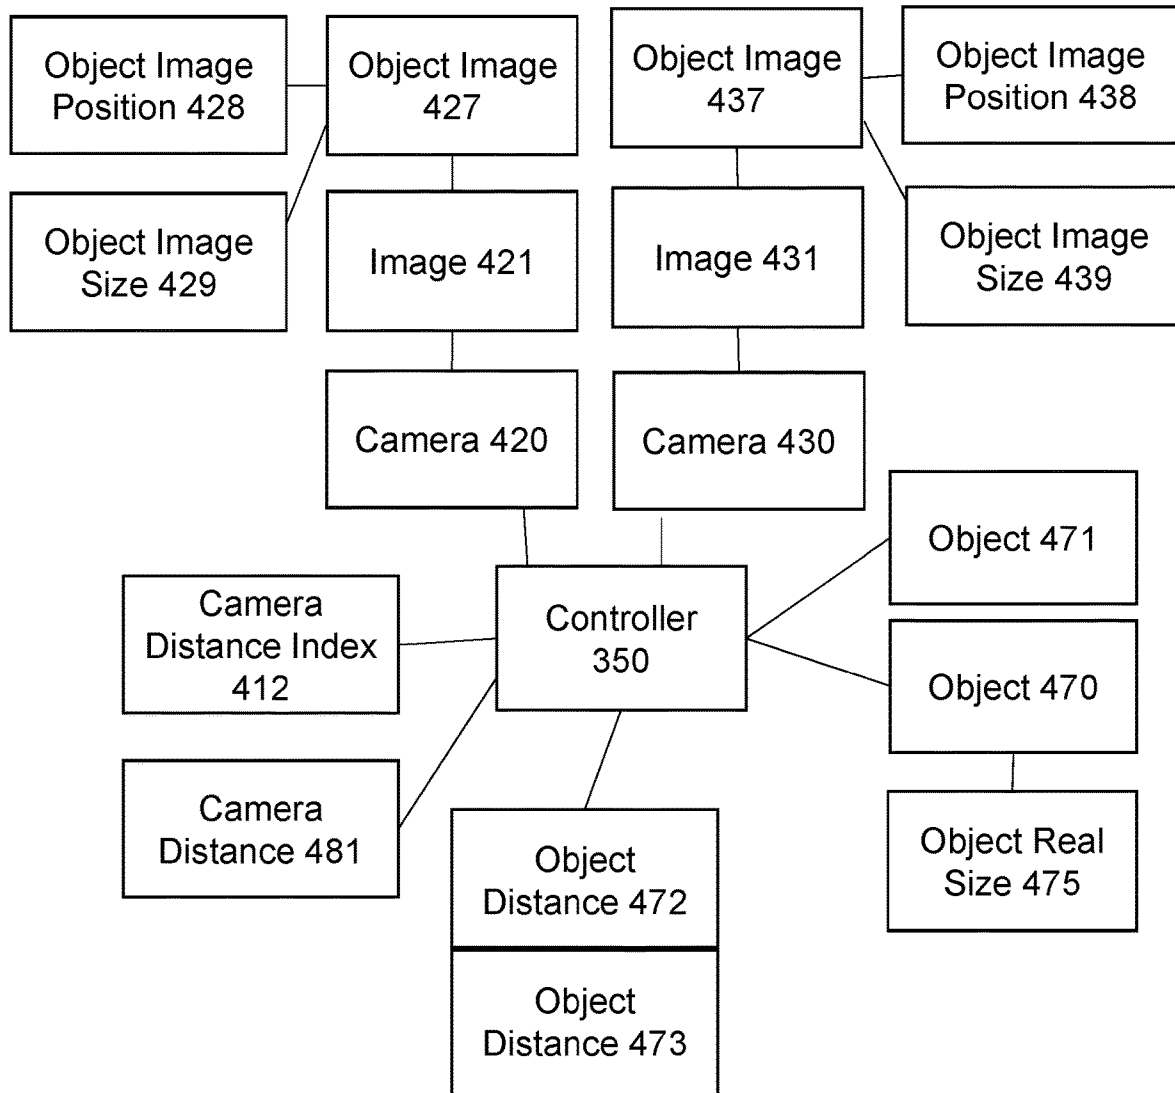 Object Image
Position 428
Object Image
427
Object Image
437
Object Image
Position 438
Object Image
Size 429
Image 421
Image 431
Object Image
Size 439
Camera 420
Camera 430
Object 471
Camera
Distance Index
412
Controller
350
Object 470
Camera
Distance 481
Object
Distance 472
Object Real
Size 475
Object
Distance 473